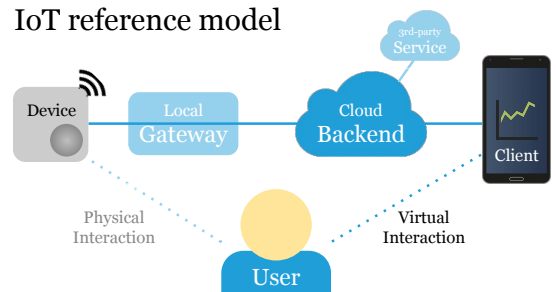 IoT reference model
3rd-party
Service
Device
Local
Gateway
Cloud
Backend
Client
Physical
Interaction
Virtual
Interaction
User